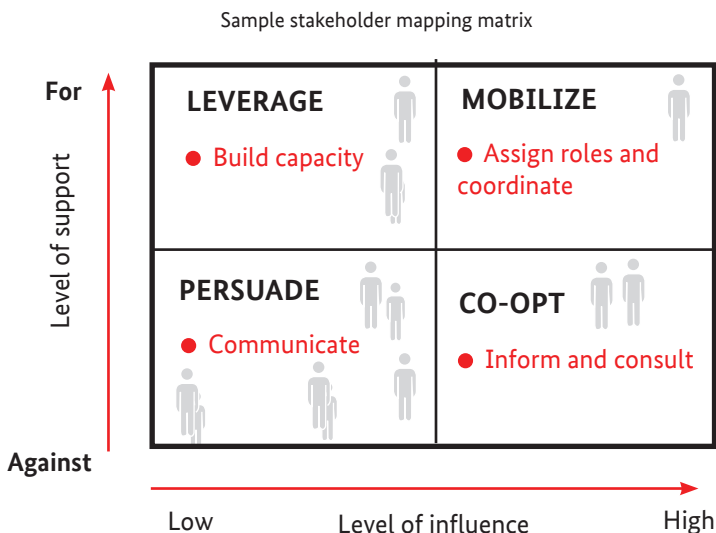 Sample stakeholder mapping matrix
For
Level of support
Against
LEVERAGE
● Build capacity
MOBILIZE
● Assign roles and
coordinate
PERSUADE
● Communicate
CO-OPT
● Inform and consult
Low
Level of influence
High